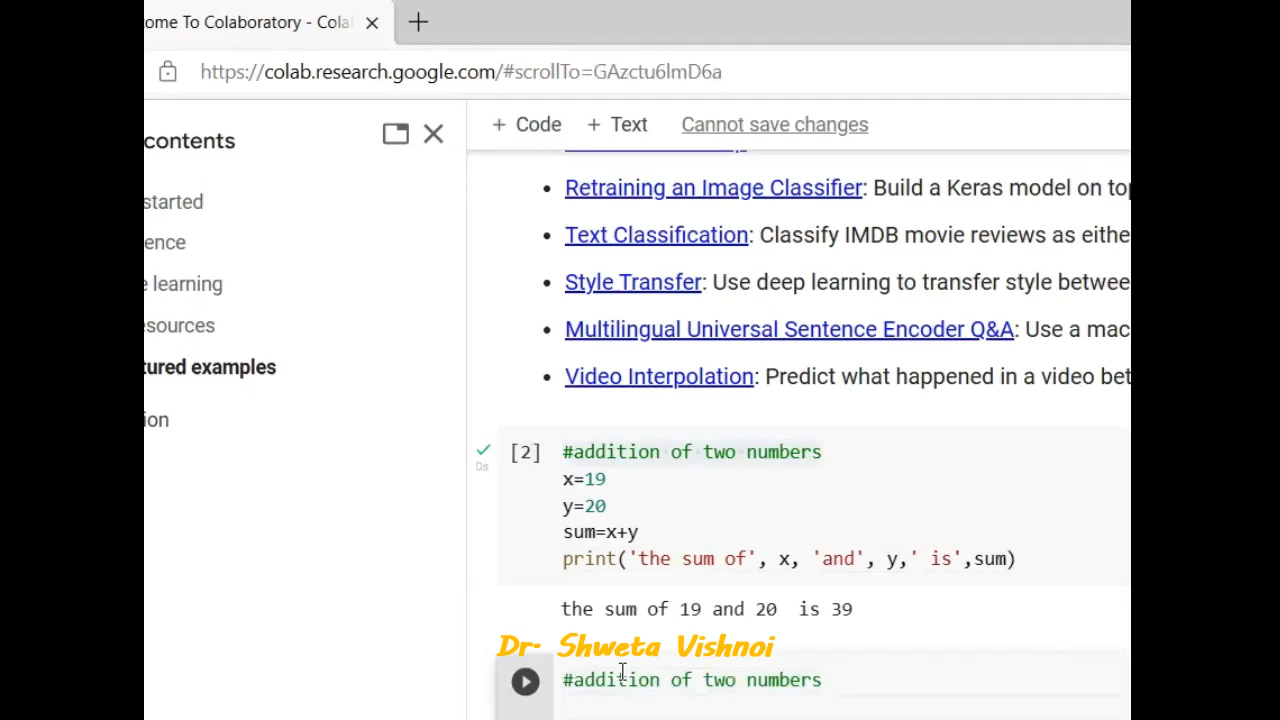 ome To Colaboratory - Cola
https://colab.research.google.com/#scrollTo=GAzctu6lmD6a
contents
+ Code + Text Cannot save changes
started
ence
e learning
esources
tured examples
ion
Retraining an Image Classifier: Build a Keras model on top
Text Classification: Classify IMDB movie reviews as eithe
Style Transfer: Use deep learning to transfer style betwee
Multilingual Universal Sentence Encoder Q&A: Use a mac
Video Interpolation: Predict what happened in a video bet
[2] #addition of two numbers
0s
x=19
y=20
sum=x+y
print('the sum of', x, 'and', y,' is',sum)
the sum of 19 and 20  is 39
Dr. Shweta Vishnoi
#addition of two numbers